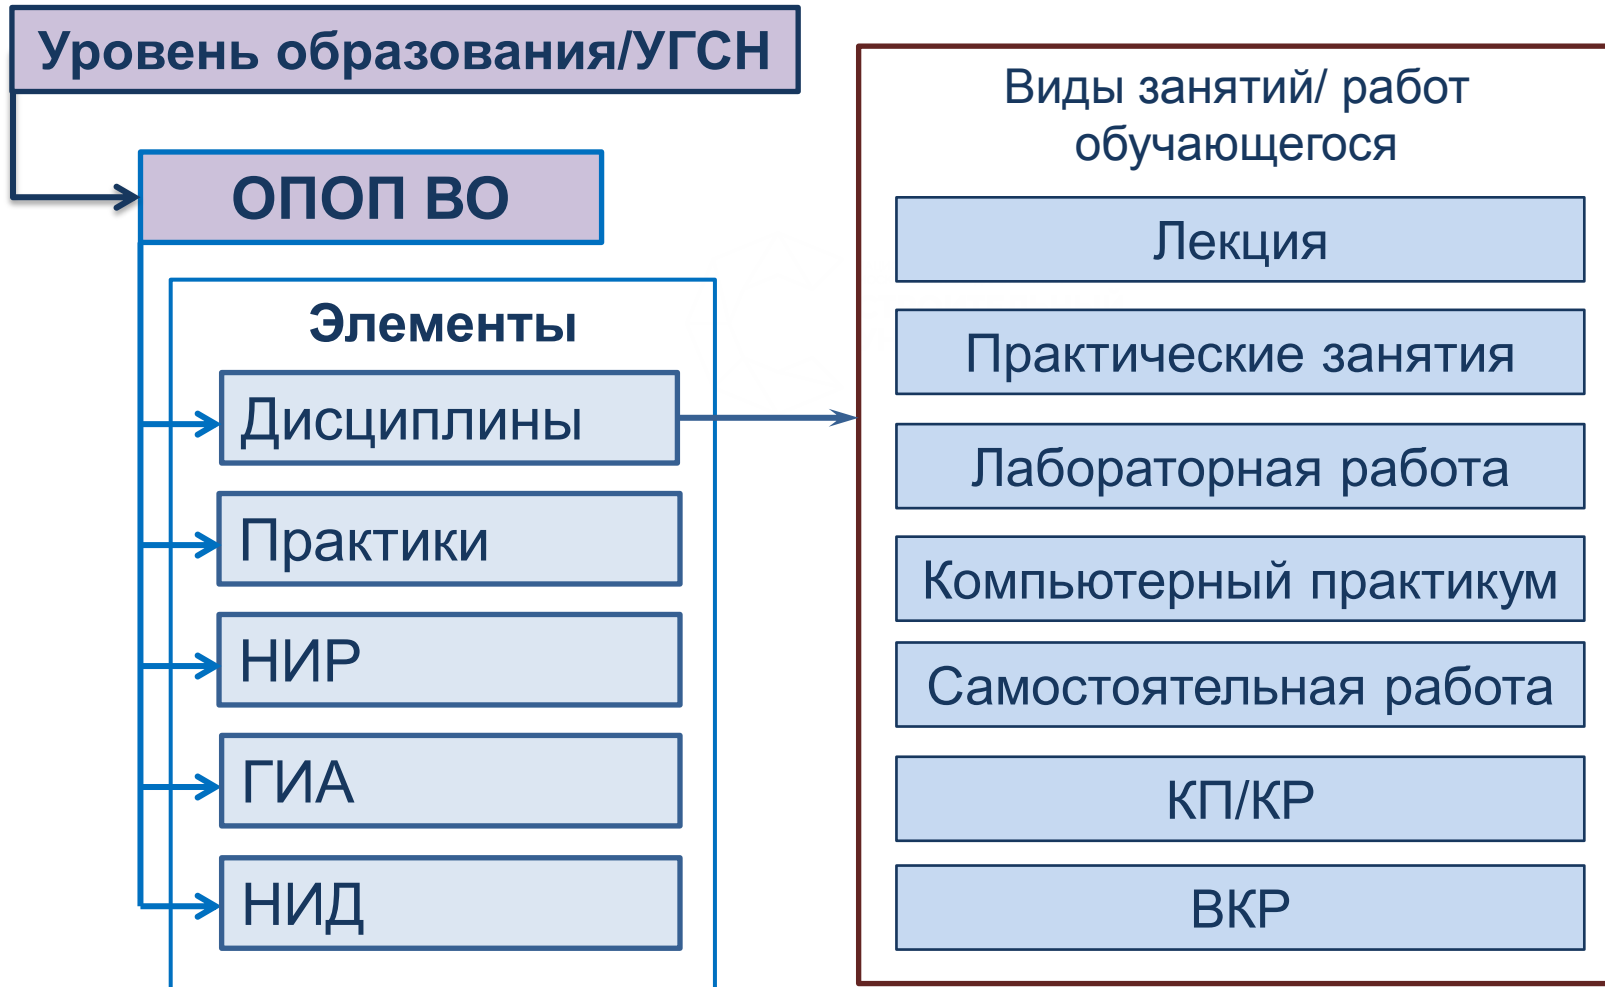 Уровень образования/УГСН
ОПОП ВО
Элементы
Дисциплины
Практики
НИР
ГИА
НИД
Виды занятий/ работ
обучающегося
Лекция
Практические занятия
Лабораторная работа
Компьютерный практикум
Самостоятельная работа
КП/КР
ВКР